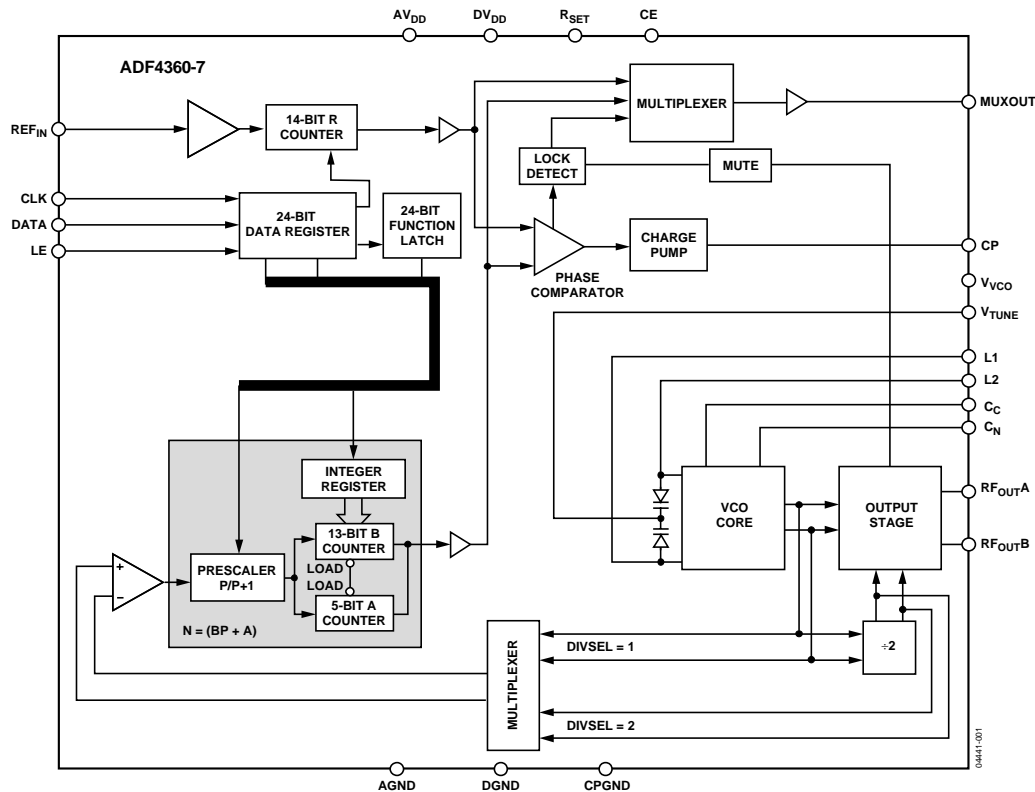 AVDD DVDD RSET CE
ADF4360-7
MULTIPLEXER
MUXOUT
REFIN
14-BIT R
COUNTER
LOCK
DETECT
MUTE
CLK
DATA
LE
24-BIT
DATA REGISTER
24-BIT
FUNCTION
LATCH
PHASE
COMPARATOR
CHARGE
PUMP
CP
VVCO
VTUNE
L1
L2
CC
CN
INTEGER
REGISTER
13-BIT B
COUNTER
LOAD
LOAD
5-BIT A
COUNTER
PRESCALER
P/P+1
+
−
N = (BP + A)
VCO
CORE
OUTPUT
STAGE
RFOUTA
RFOUTB
÷2
MULTIPLEXER
DIVSEL = 1
DIVSEL = 2
04441-001
AGND DGND CPGND